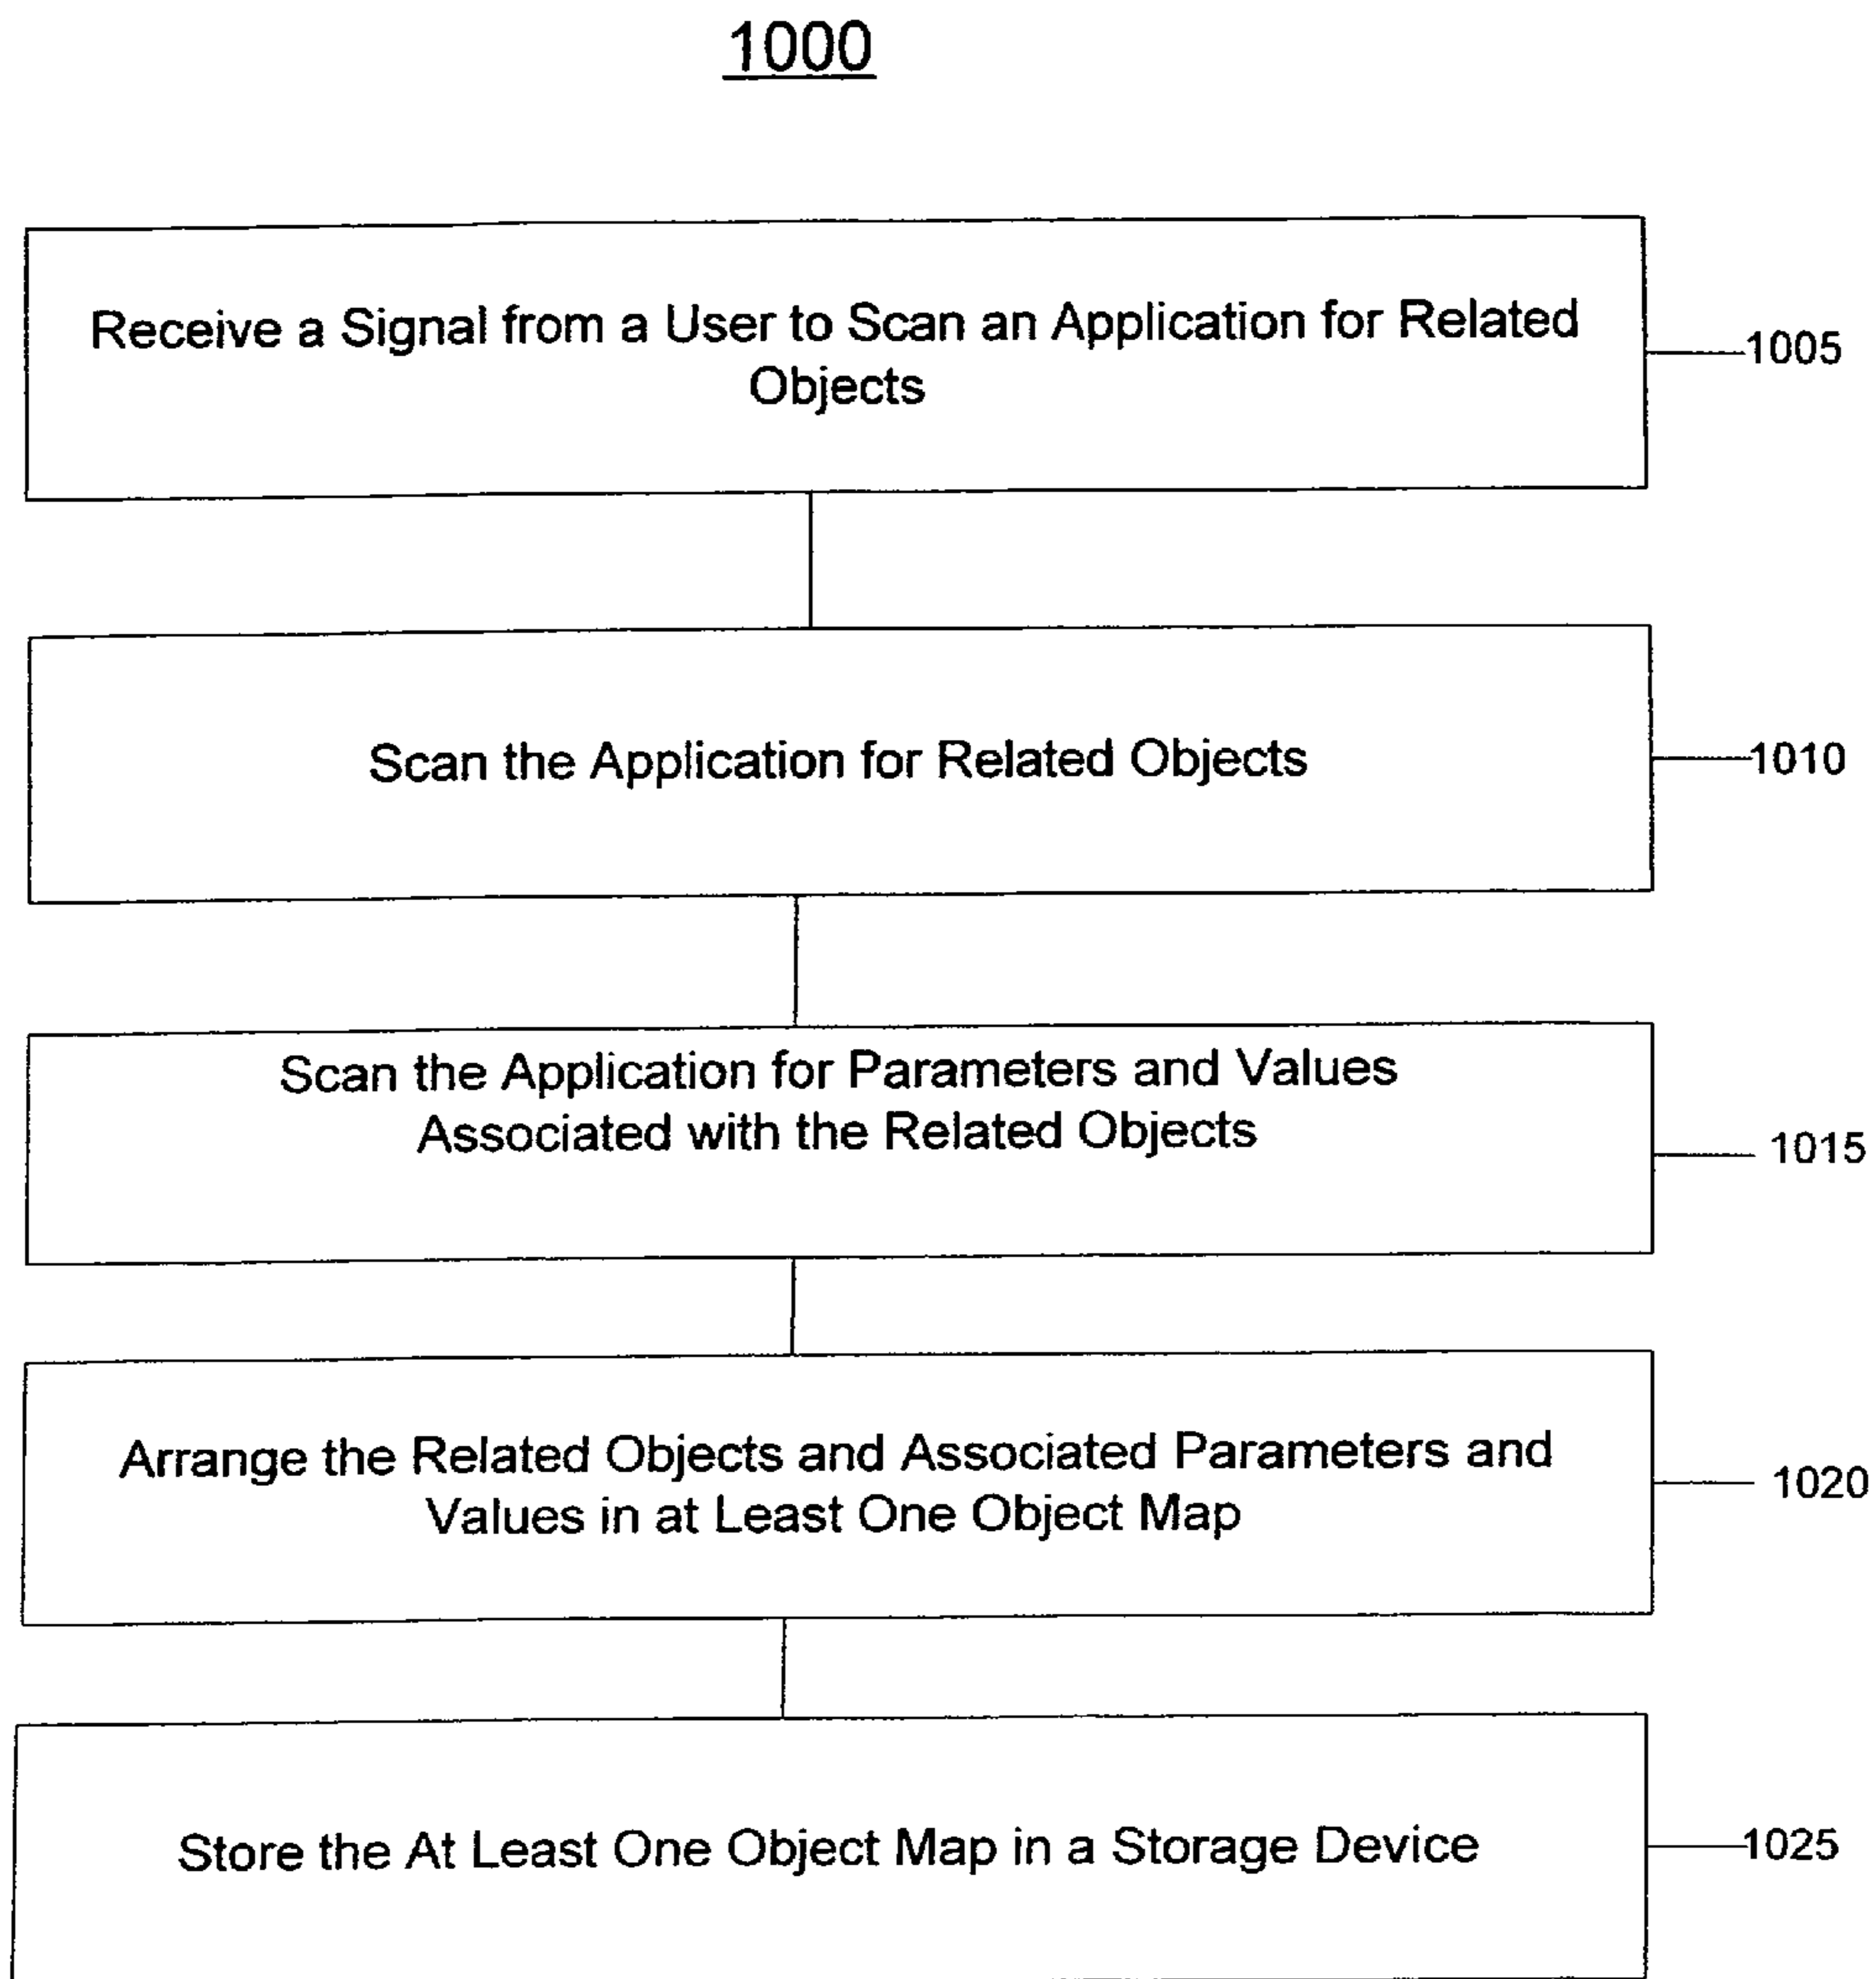 1000
Receive a Signal from a User to Scan an Application for Related
Objects
1005
Scan the Application for Related Objects
1010
Scan the Application for Parameters and Values
Associated with the Related Objects
1015
Arrange the Related Objects and Associated Parameters and
Values in at Least One Object Map
1020
Store the At Least One Object Map in a Storage Device
1025